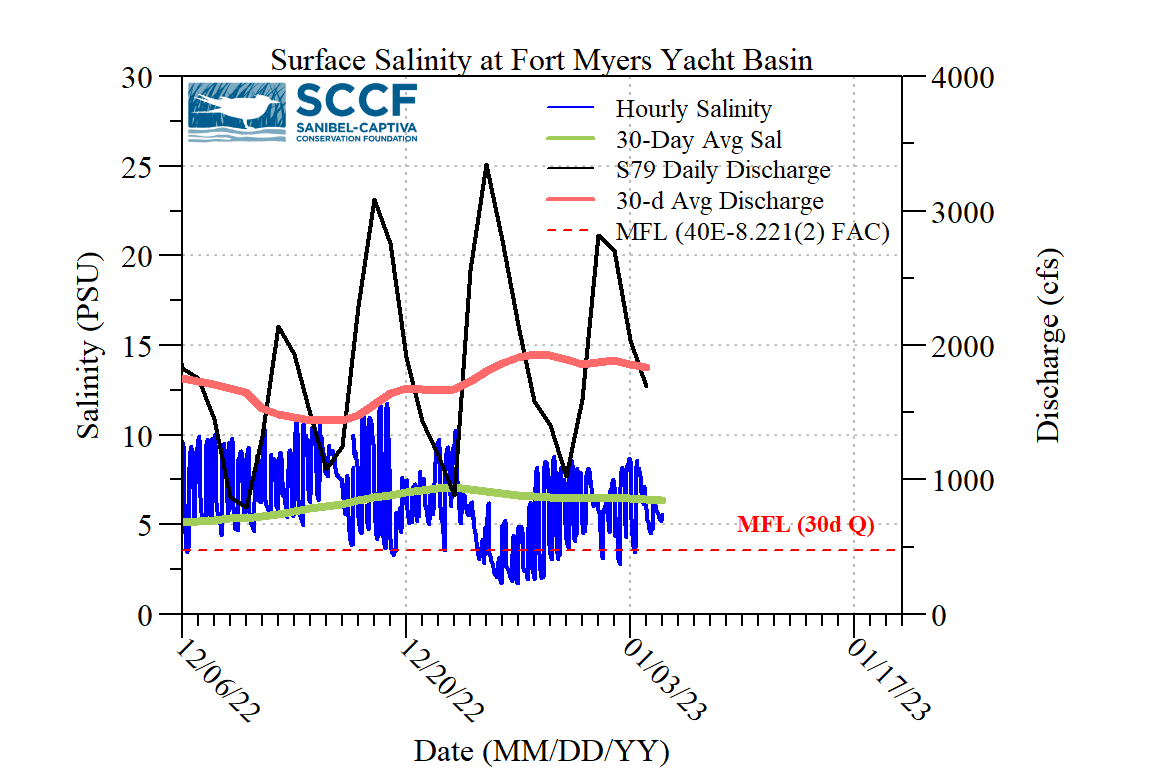 Surface Salinity at Fort Myers Yacht Basin
SCCF
SANIBEL-CAPTIVA
CONSERVATION FOUNDATION
Hourly Salinity
30-Day Avg Sal
S79 Daily Discharge
30-d Avg Discharge
MFL (40E-8.221(2) FAC)
MFL (30d Q)
Salinity (PSU)
30
25
20
15
10
5
0
Discharge (cfs)
4000
3000
2000
1000
0
12/06/22
12/20/22
01/03/23
01/17/23
Date (MM/DD/YY)